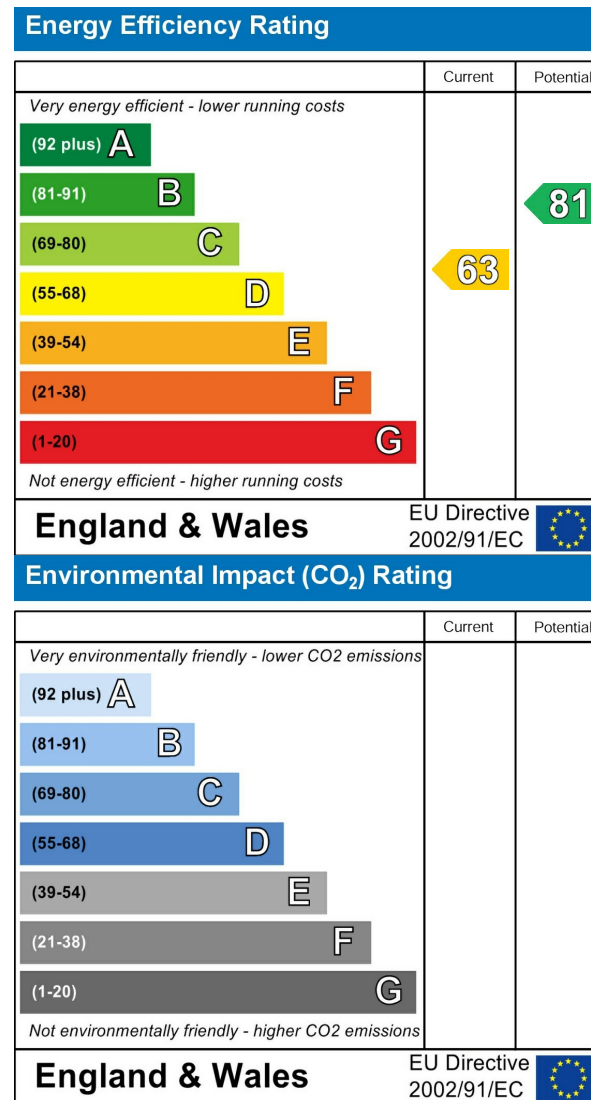 Energy Efficiency Rating
Current Potential
Very energy efficient - lower running costs
(92 plus) A
(81-91) B
81
(69-80) C
63
(55-68) D
(39-54) E
(21-38) F
(1-20) G
Not energy efficient - higher running costs
England & Wales
EU Directive
2002/91/EC
Environmental Impact (CO₂) Rating
Current Potential
Very environmentally friendly - lower CO2 emissions
(92 plus) A
(81-91) B
(69-80) C
(55-68) D
(39-54) E
(21-38) F
(1-20) G
Not environmentally friendly - higher CO2 emissions
England & Wales
EU Directive
2002/91/EC